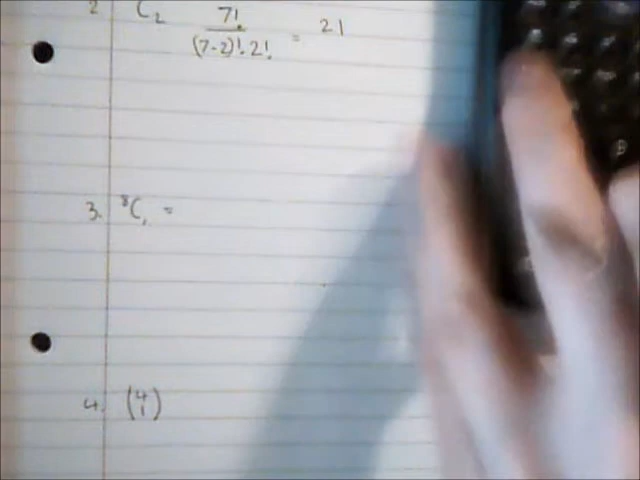 2 C₂ 7!
(7-2)! · 2! = 21
3. ⁸C₁ =
4. (4
1)
B